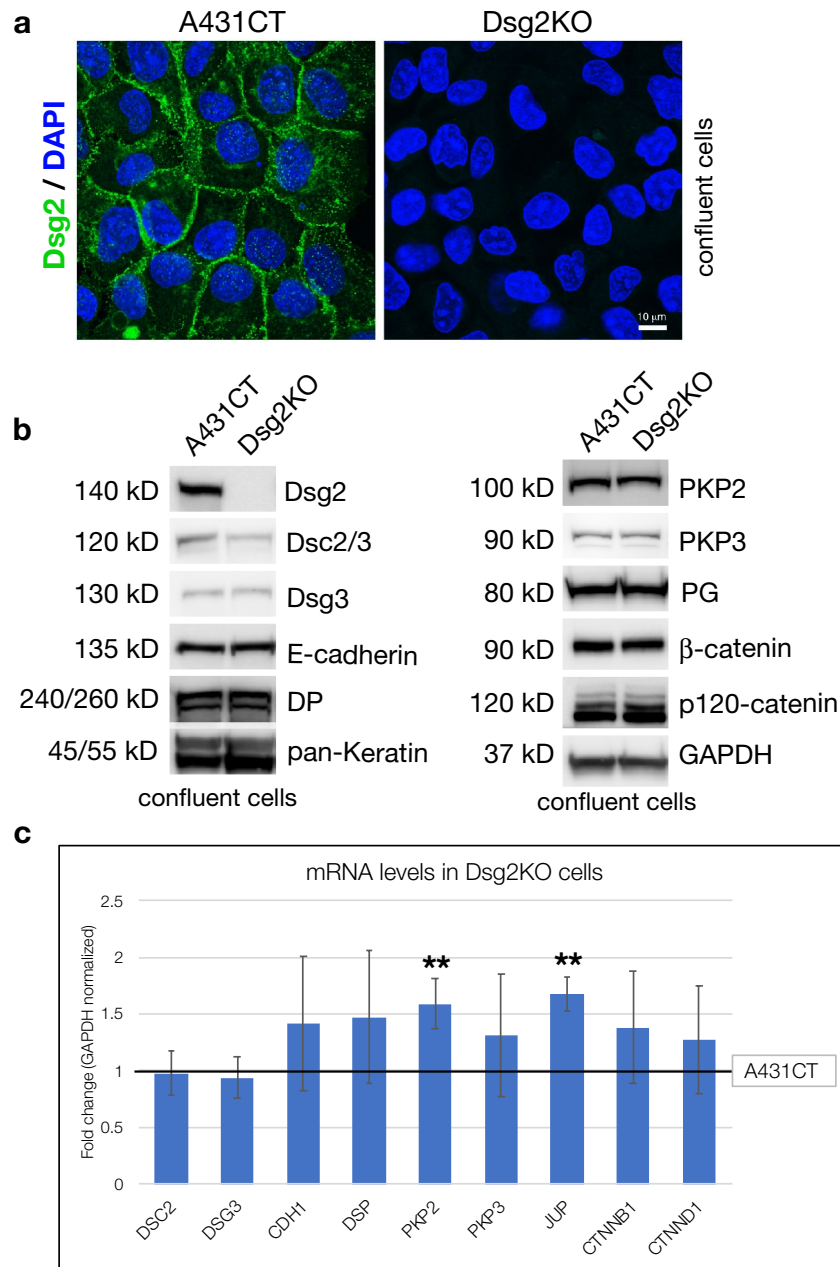 a
A431CT
Dsg2KO
Dsg2 / DAPI
confluent cells
10 μm
b
A431CT
Dsg2KO
140 kD
Dsg2
120 kD
Dsc2/3
130 kD
Dsg3
135 kD
E-cadherin
240/260 kD
DP
45/55 kD
pan-Keratin
confluent cells
A431CT
Dsg2KO
100 kD
PKP2
90 kD
PKP3
80 kD
PG
90 kD
β-catenin
120 kD
p120-catenin
37 kD
GAPDH
confluent cells
c
mRNA levels in Dsg2KO cells
Fold change (GAPDH normalized)
2.5
2
1.5
1
0.5
0
**
**
A431CT
DSC2
DSG3
CDH1
DSP
PKP2
PKP3
JUP
CTNNB1
CTNND1